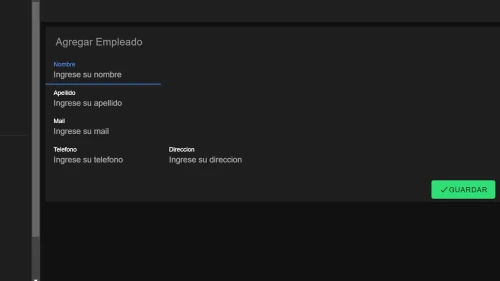 Agregar Empleado
Nombre
Ingrese su nombre
Apellido
Ingrese su apellido
Mail
Ingrese su mail
Telefono Direccion
Ingrese su telefono Ingrese su direccion
GUARDAR